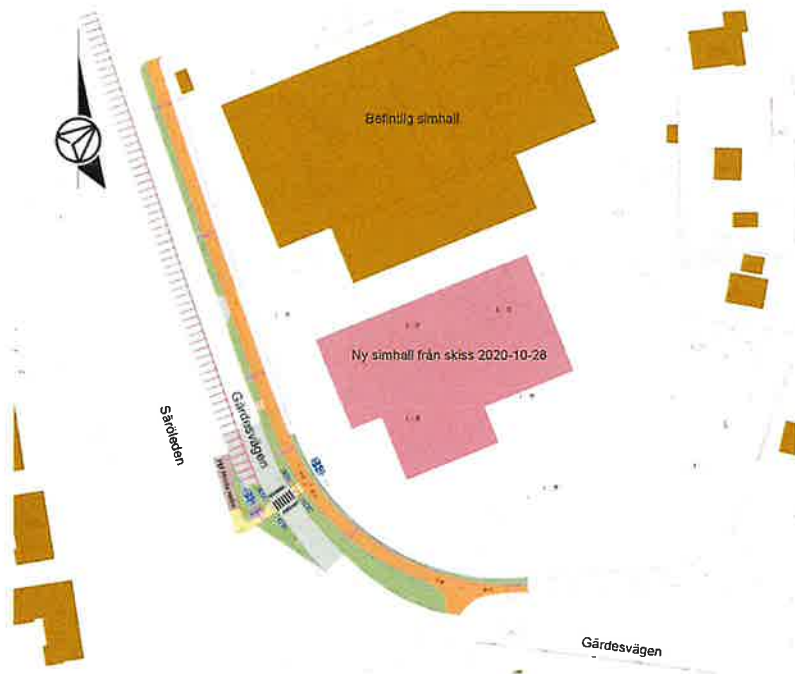 Befintlig simhall
Ny simhall från skiss 2020-10-28
Säröleden
Gärdesvägen
Gärdesvägen